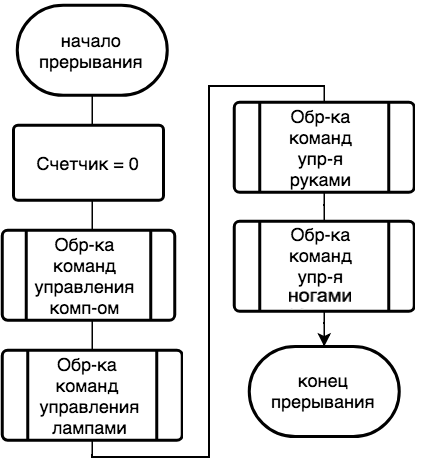 начало
прерывания
Счетчик = 0
Обр-ка
команд
управления
комп-ом
Обр-ка
команд
управления
лампами
Обр-ка
команд
упр-я
руками
Обр-ка
команд
упр-я
ногами
конец
прерывания